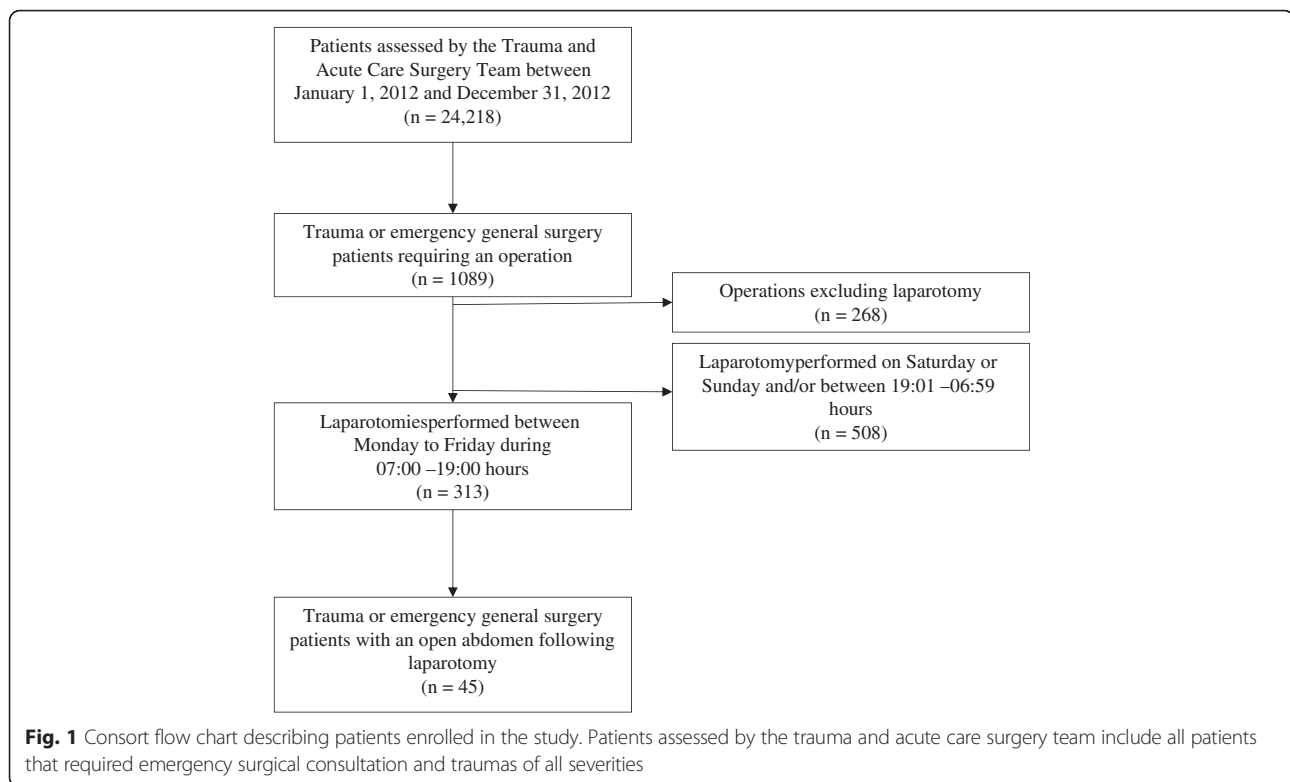 Patients assessed by the Trauma and
Acute Care Surgery Team between
January 1, 2012 and December 31, 2012
(n = 24,218)
Trauma or emergency general surgery
patients requiring an operation
(n = 1089)
Operations excluding laparotomy
(n = 268)
Laparotomyperformed on Saturday or
Sunday and/or between 19:01 –06:59
hours
(n = 508)
Laparotomiesperformed between
Monday to Friday during
07:00 –19:00 hours
(n = 313)
Trauma or emergency general surgery
patients with an open abdomen following
laparotomy
(n = 45)
Fig. 1 Consort flow chart describing patients enrolled in the study. Patients assessed by the trauma and acute care surgery team include all patients
that required emergency surgical consultation and traumas of all severities